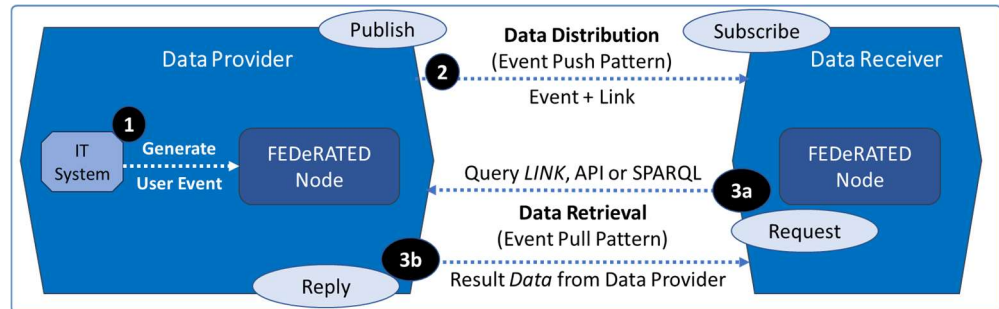 Publish
Data Provider
2
Data Distribution
(Event Push Pattern)
Event + Link
Subscribe
Data Receiver
1
IT
System
Generate
User Event
FEDeRATED
Node
Query LINK, API or SPARQL
3a
FEDeRATED
Node
Data Retrieval
(Event Pull Pattern)
Request
3b
Reply
Result Data from Data Provider